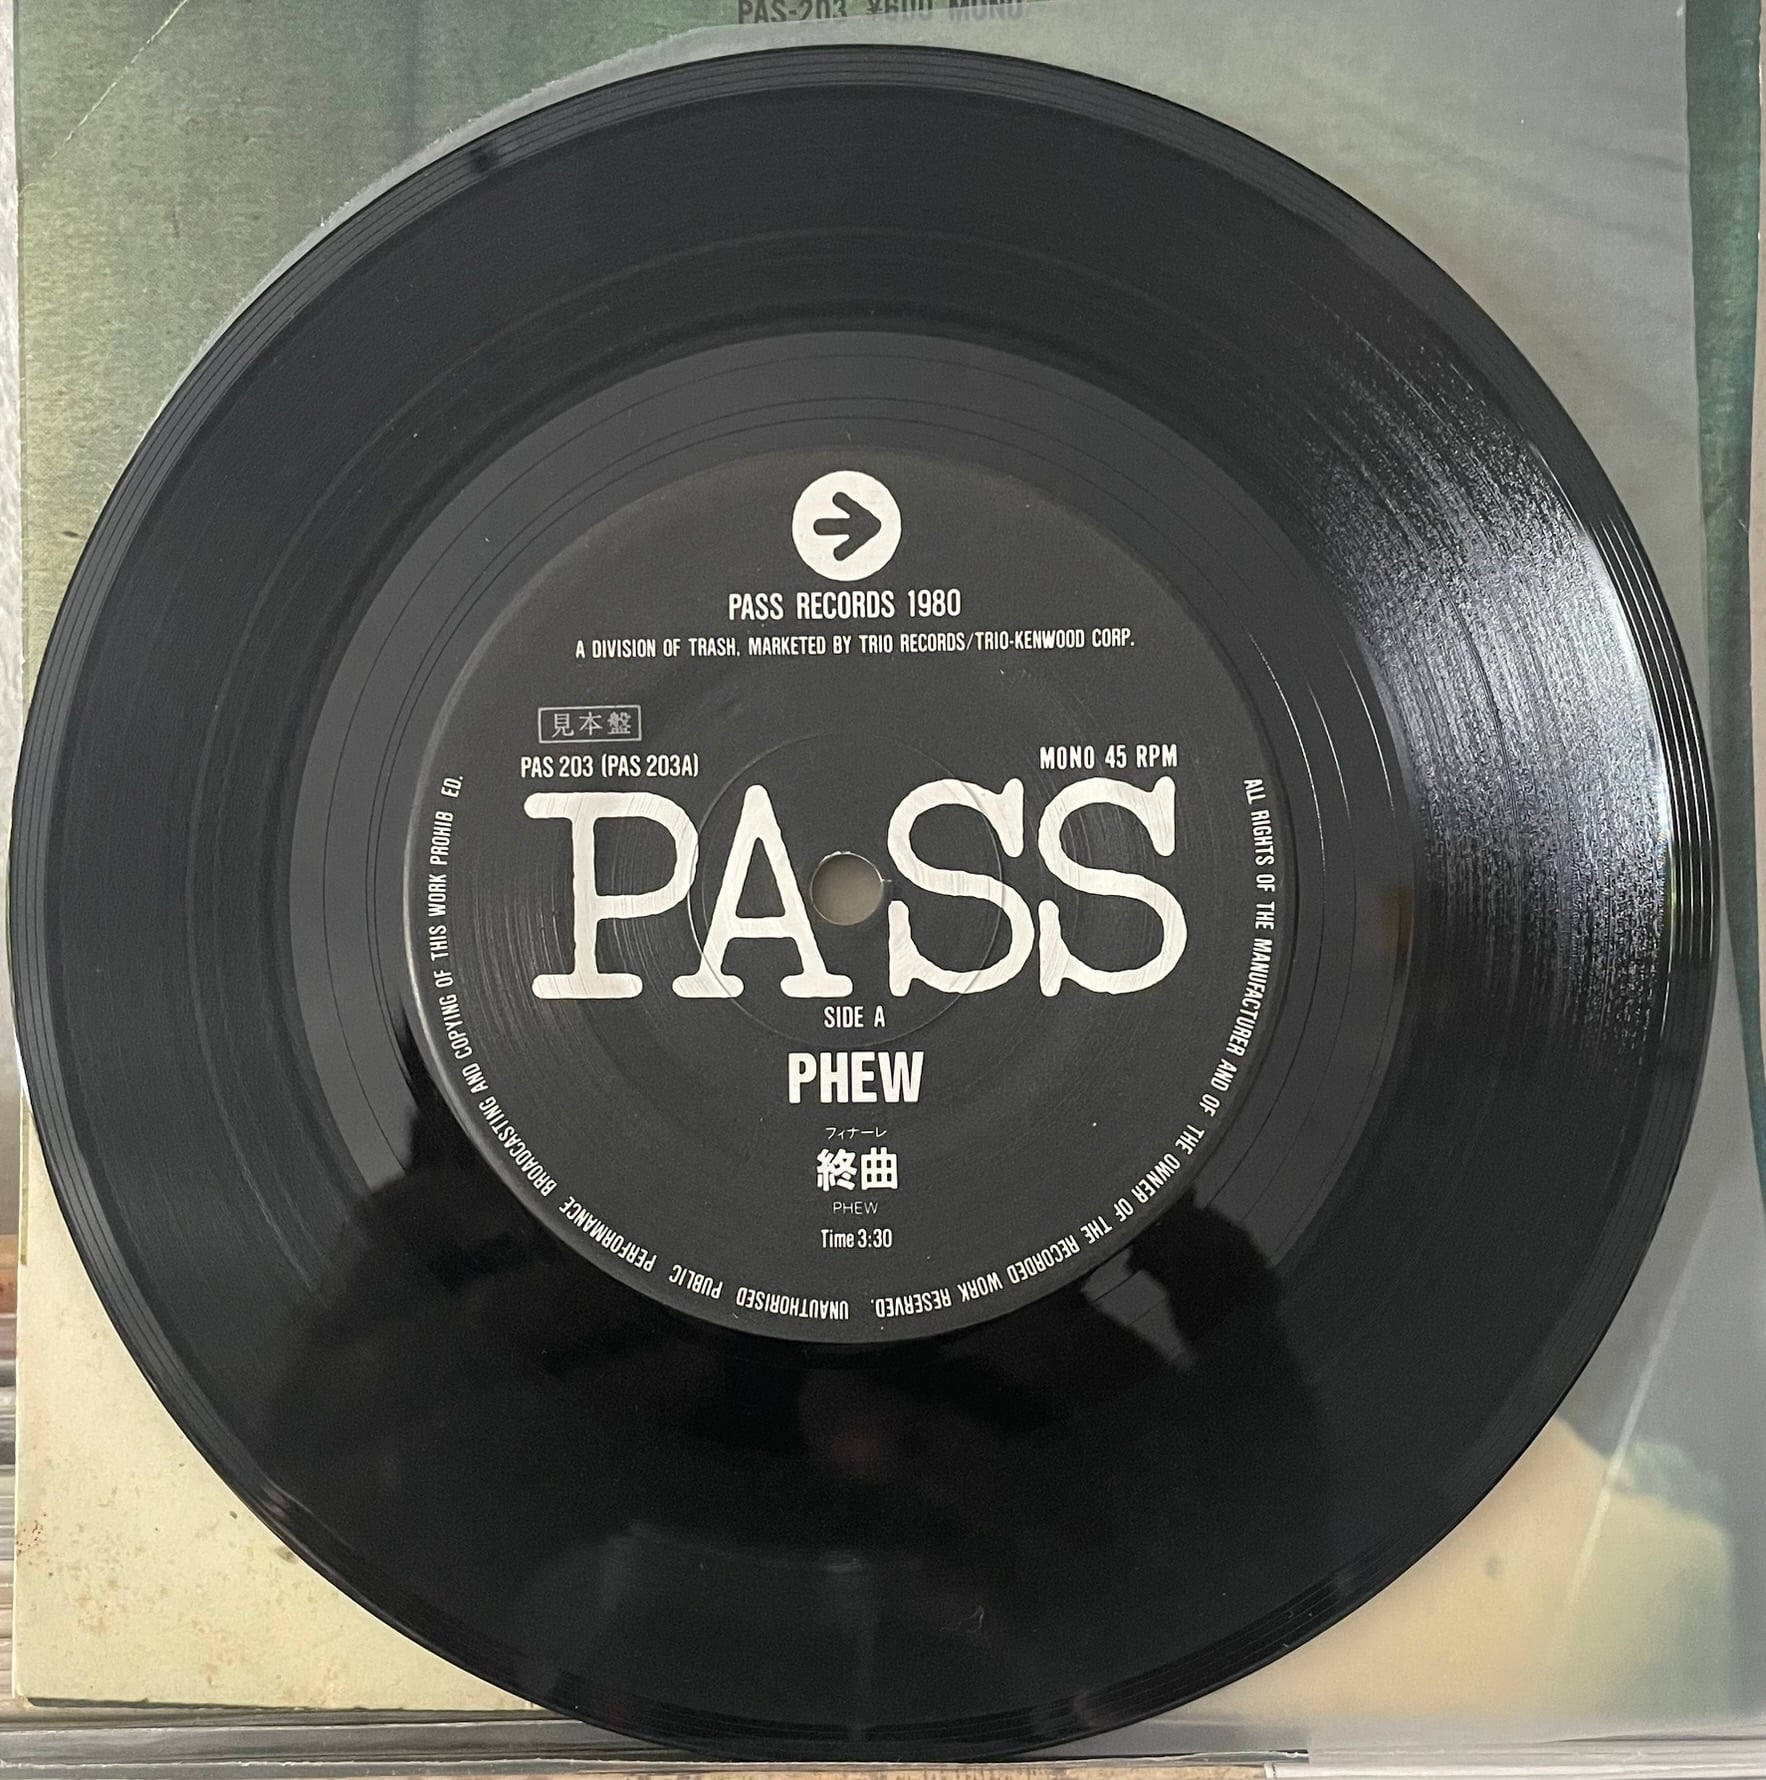 PAS-203 ¥600 MONO
PASS RECORDS 1980
A DIVISION OF TRASH, MARKETED BY TRIO RECORDS/TRIO-KENWOOD CORP.
見本盤
PAS 203 (PAS 203A)
MONO 45 RPM
PASS
SIDE A
PHEW
フィナーレ
終曲
PHEW
Time 3:30
ALL RIGHTS OF THE MANUFACTURER AND OF THE OWNER OF THE RECORDED WORK RESERVED.
UNAUTHORISED PUBLIC PERFORMANCE BROADCASTING AND COPYING OF THIS WORK PROHIB ED.